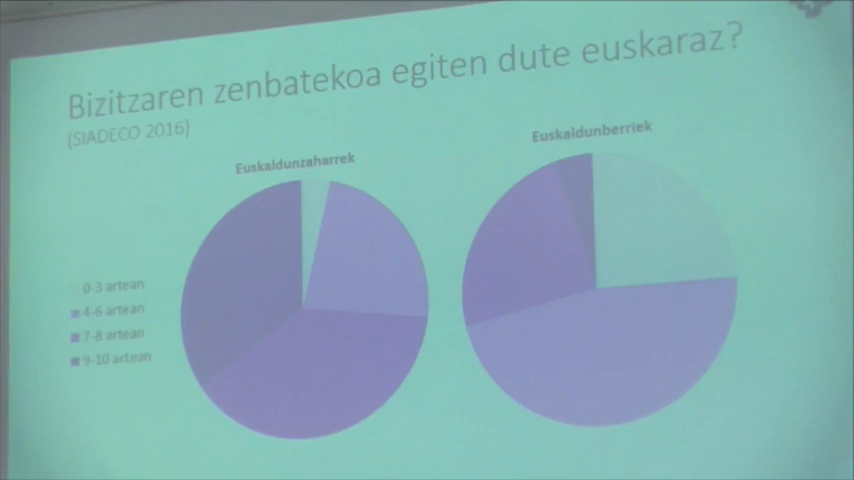 Bizitzaren zenbatekoa egiten dute euskaraz?
(SIADECO 2016)
Euskaldunzaharrek
Euskaldunberriek
0-3 artean
4-6 artean
7-8 artean
9-10 artean